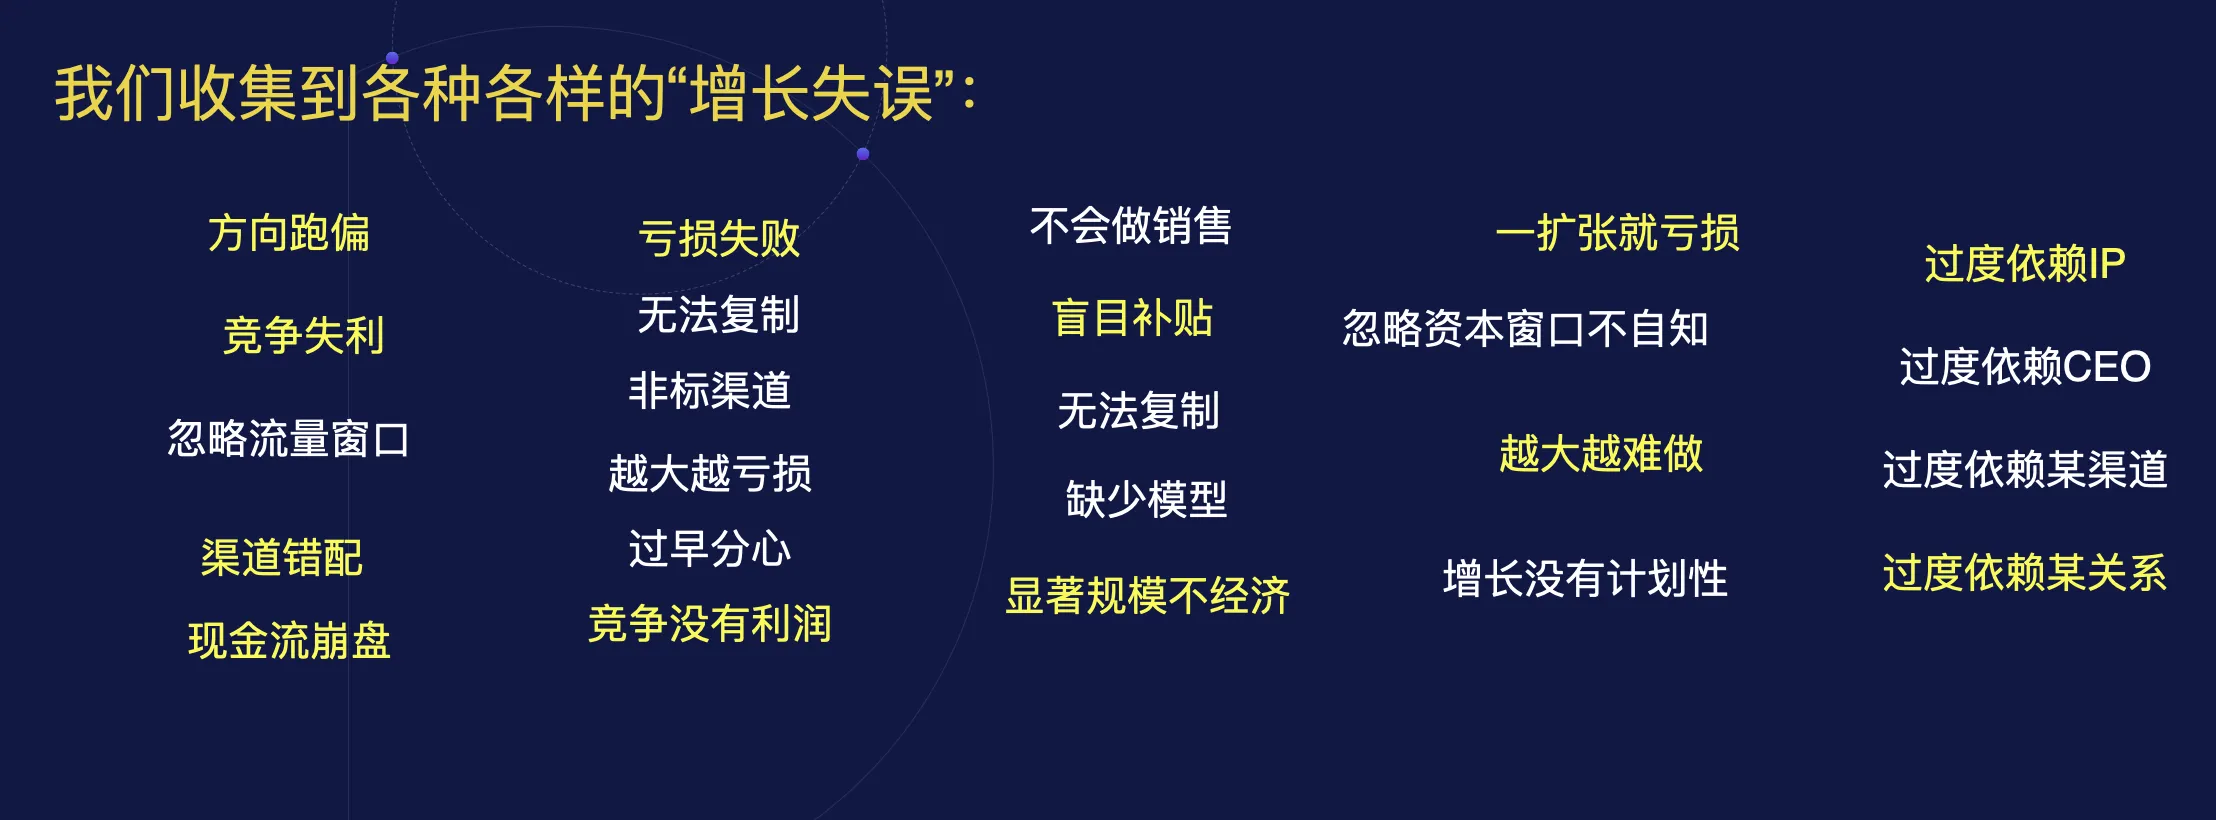 我们收集到各种各样的“增长失误”：
方向跑偏
竞争失利
忽略流量窗口
渠道错配
现金流崩盘
亏损失败
无法复制
非标渠道
越大越亏损
过早分心
竞争没有利润
不会做销售
盲目补贴
无法复制
缺少模型
显著规模不经济
一扩张就亏损
忽略资本窗口不自知
越大越难做
增长没有计划性
过度依赖IP
过度依赖CEO
过度依赖某渠道
过度依赖某关系